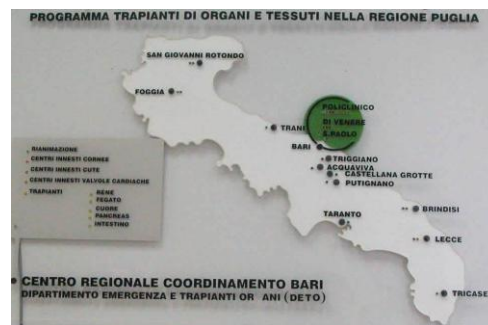 PROGRAMMA TRAPIANTI DI ORGANI E TESSUTI NELLA REGIONE PUGLIA
SAN GIOVANNI ROTONDO
FOGGIA
POLICLINICO
DI VENERE
S.PAOLO
TRANI
BARI
TRIGGIANO
ACQUAVIVA
CASTELLANA GROTTE
PUTIGNANO
RIANIMAZIONE
CENTRI INNESTI CORNEE
CENTRI INNESTI CUTE
CENTRI INNESTI VALVOLE CARDIACHE
TRAPIANTI
RENE
FEGATO
CUORE
PANCREAS
INTESTINO
TARANTO
BRINDISI
LECCE
TRICASE
CENTRO REGIONALE COORDINAMENTO BARI
DIPARTIMENTO EMERGENZA E TRAPIANTI OR ANI (DETO)